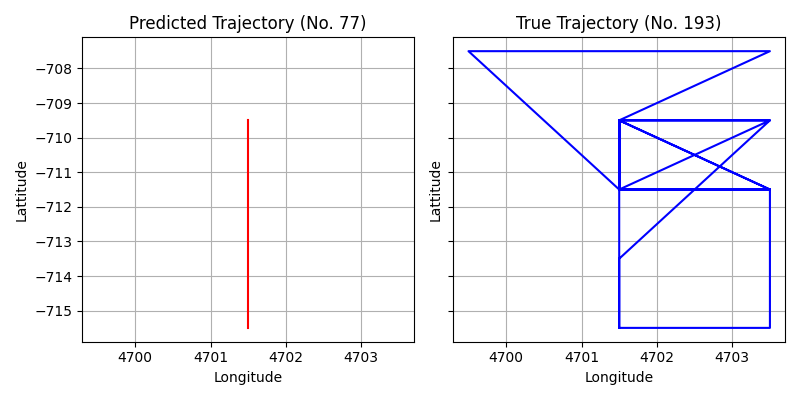 Predicted Trajectory (No. 77)
Lattitude
−708
−709
−710
−711
−712
−713
−714
−715
4700 4701 4702 4703
Longitude
True Trajectory (No. 193)
Lattitude
4700 4701 4702 4703
Longitude